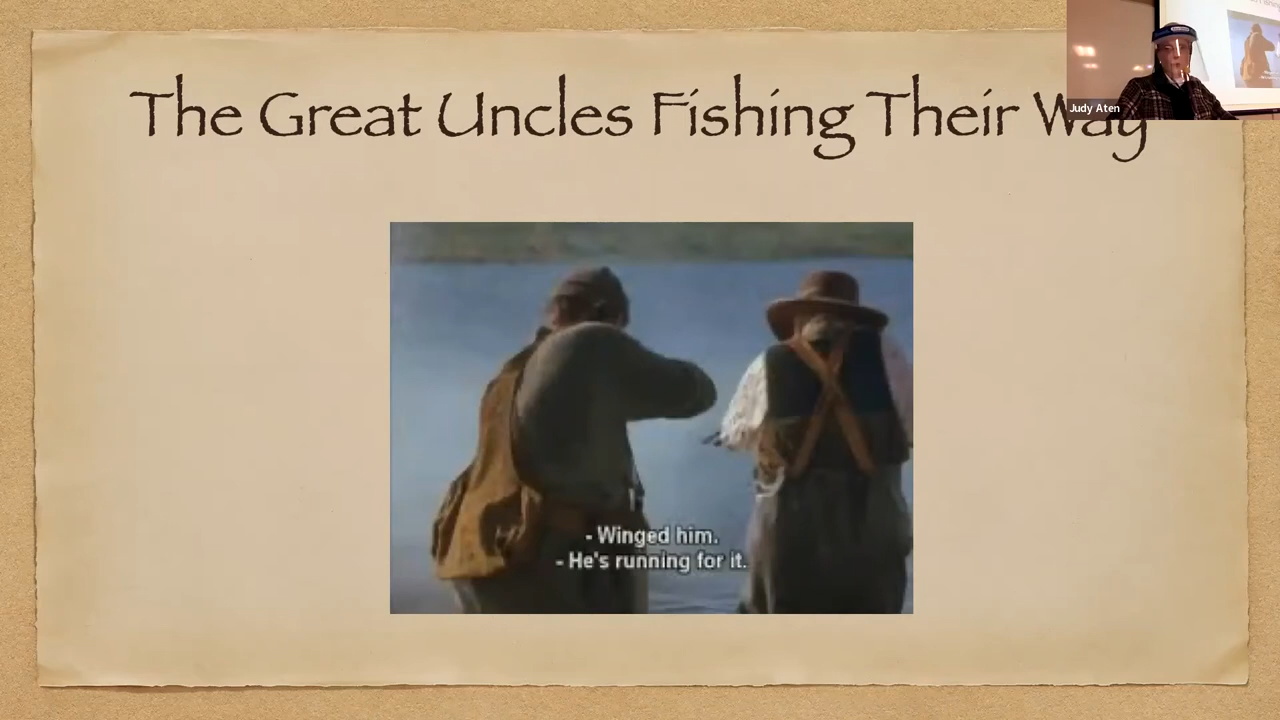 The Great Uncles Fishing Their Way
Judy Aten
- Winged him.
- He's running for it.